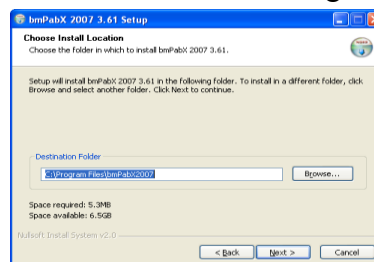 bmPabX 2007 3.61 Setup
Choose Install Location
Choose the folder in which to install bmPabX 2007 3.61.
Setup will install bmPabX 2007 3.61 in the following folder. To install in a different folder, click
Browse and select another folder. Click Next to continue.
Destination Folder
C:\Program Files\bmPabX2007
Browse...
Space required: 5.3MB
Space available: 6.5GB
Nullsoft Install System v2.0
< Back
Next >
Cancel